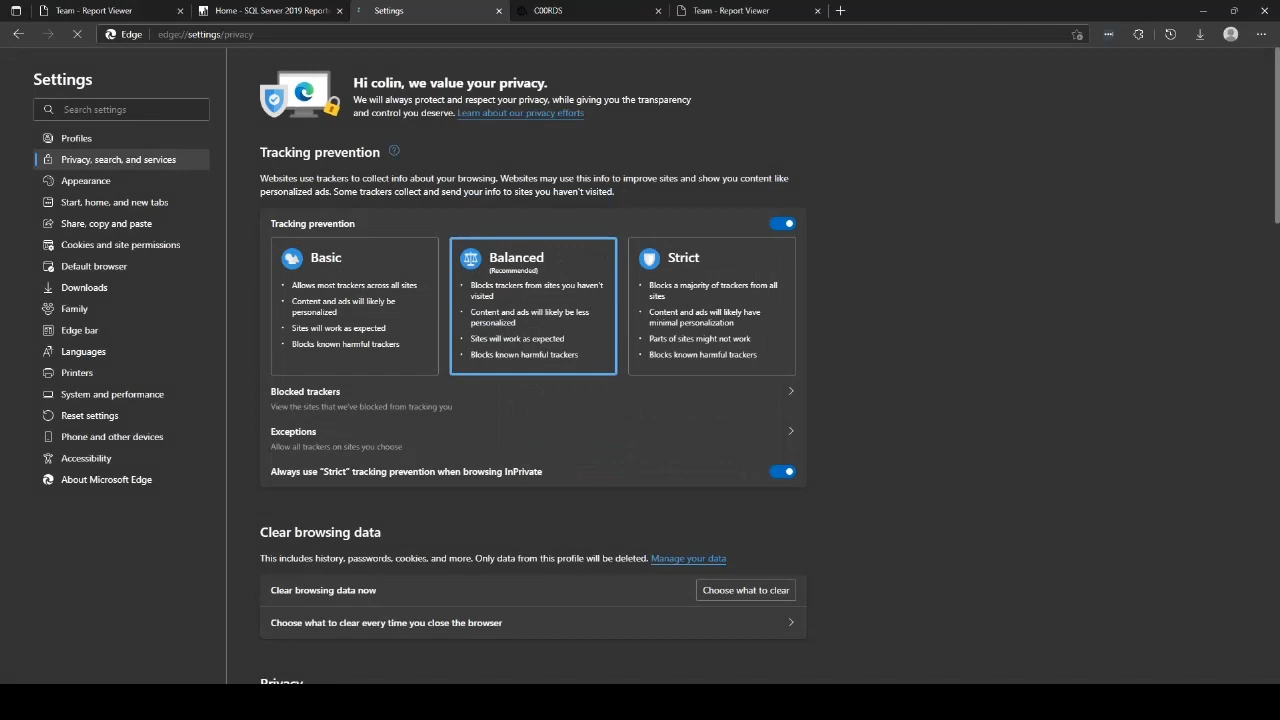 Team - Report Viewer
Home - SQL Server 2019 Report
Settings
C00RDS
Team - Report Viewer
Edge
edge://settings/privacy
Settings
Search settings
Profiles
Privacy, search, and services
Appearance
Start, home, and new tabs
Share, copy and paste
Cookies and site permissions
Default browser
Downloads
Family
Edge bar
Languages
Printers
System and performance
Reset settings
Phone and other devices
Accessibility
About Microsoft Edge
Hi colin, we value your privacy.
We will always protect and respect your privacy, while giving you the transparency
and control you deserve. Learn about our privacy efforts
Tracking prevention
Websites use trackers to collect info about your browsing. Websites may use this info to improve sites and show you content like
personalized ads. Some trackers collect and send your info to sites you haven't visited.
Tracking prevention
Basic
• Allows most trackers across all sites
• Content and ads will likely be
personalized
• Sites will work as expected
• Blocks known harmful trackers
Balanced
(Recommended)
• Blocks trackers from sites you haven't
visited
• Content and ads will likely be less
personalized
• Sites will work as expected
• Blocks known harmful trackers
Strict
• Blocks a majority of trackers from all
sites
• Content and ads will likely have
minimal personalization
• Parts of sites might not work
• Blocks known harmful trackers
Blocked trackers
View the sites that we've blocked from tracking you
Exceptions
Allow all trackers on sites you choose
Always use "Strict" tracking prevention when browsing InPrivate
Clear browsing data
This includes history, passwords, cookies, and more. Only data from this profile will be deleted. Manage your data
Clear browsing data now
Choose what to clear
Choose what to clear every time you close the browser
Privacy